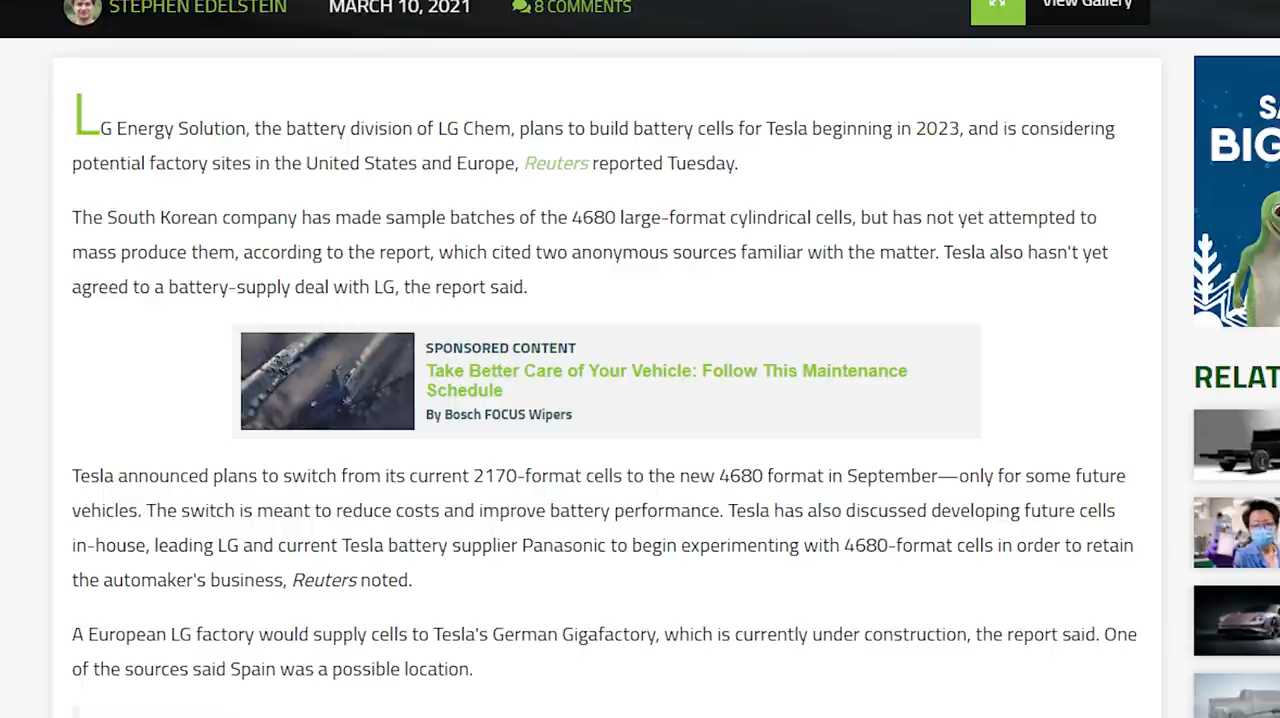 STEPHEN EDELSTEIN MARCH 10, 2021 8 COMMENTS View Gallery
LG Energy Solution, the battery division of LG Chem, plans to build battery cells for Tesla beginning in 2023, and is considering
potential factory sites in the United States and Europe, Reuters reported Tuesday.
The South Korean company has made sample batches of the 4680 large-format cylindrical cells, but has not yet attempted to
mass produce them, according to the report, which cited two anonymous sources familiar with the matter. Tesla also hasn't yet
agreed to a battery-supply deal with LG, the report said.
SPONSORED CONTENT
Take Better Care of Your Vehicle: Follow This Maintenance
Schedule
By Bosch FOCUS Wipers
Tesla announced plans to switch from its current 2170-format cells to the new 4680 format in September—only for some future
vehicles. The switch is meant to reduce costs and improve battery performance. Tesla has also discussed developing future cells
in-house, leading LG and current Tesla battery supplier Panasonic to begin experimenting with 4680-format cells in order to retain
the automaker's business, Reuters noted.
A European LG factory would supply cells to Tesla's German Gigafactory, which is currently under construction, the report said. One
of the sources said Spain was a possible location.
SA
BIG
RELAT